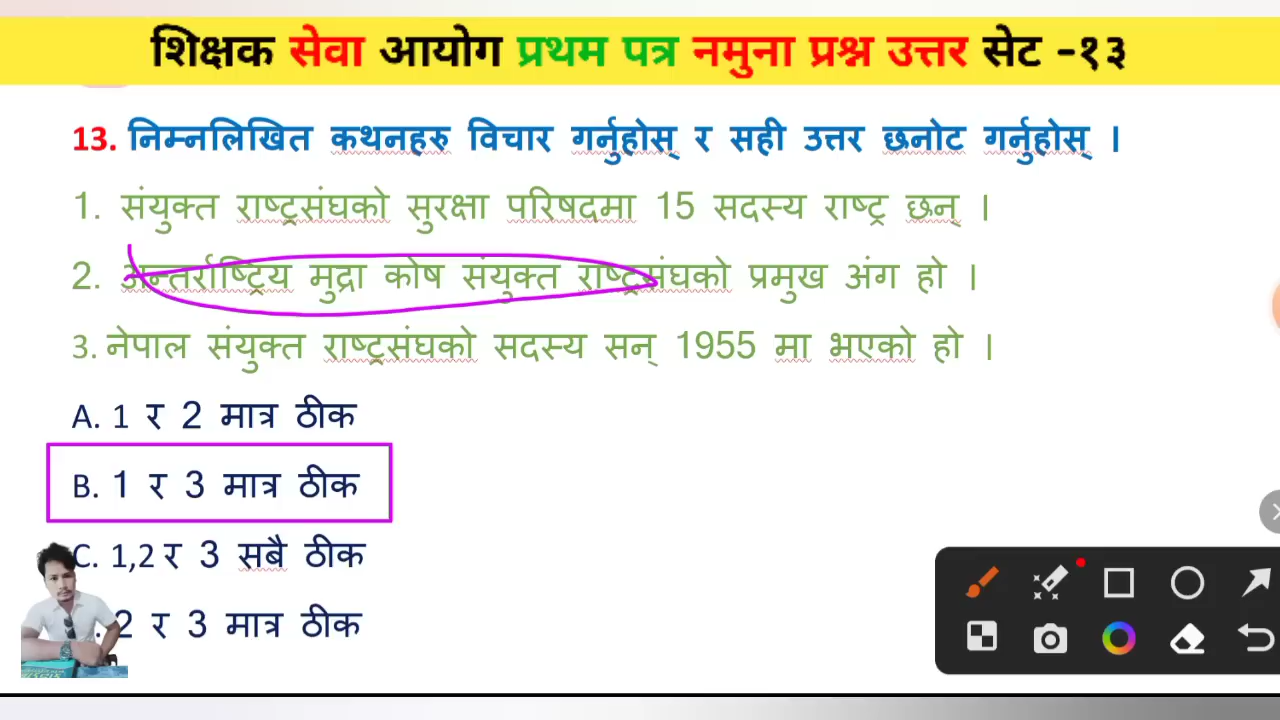 शिक्षक सेवा आयोग प्रथम पत्र नमुना प्रश्न उत्तर सेट -१३
13. निम्नलिखित कथनहरु विचार गर्नुहोस् र सही उत्तर छनोट गर्नुहोस् ।
1. संयुक्त राष्ट्रसंघको सुरक्षा परिषदमा 15 सदस्य राष्ट्र छन् ।
2. अन्तर्राष्ट्रिय मुद्रा कोष संयुक्त राष्ट्रसंघको प्रमुख अंग हो ।
3. नेपाल संयुक्त राष्ट्रसंघको सदस्य सन् 1955 मा भएको हो ।
A. 1 र 2 मात्र ठीक
B. 1 र 3 मात्र ठीक
C. 1,2 र 3 सबै ठीक
. 2 र 3 मात्र ठीक